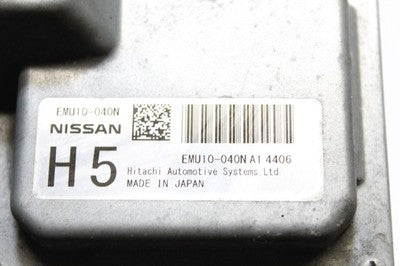 EMU10-040N
NISSAN
H5
EMU10-040N A1 4406
Hitachi Automotive Systems Ltd
MADE IN JAPAN